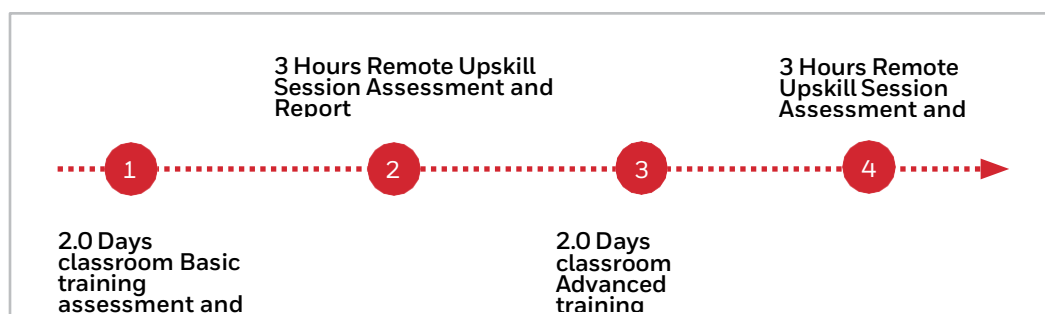 3 Hours Remote Upskill
Session Assessment and
Report
3 Hours Remote
Upskill Session
Assessment and
1
2
3
4
2.0 Days
classroom Basic
training
assessment and
2.0 Days
classroom
Advanced
training